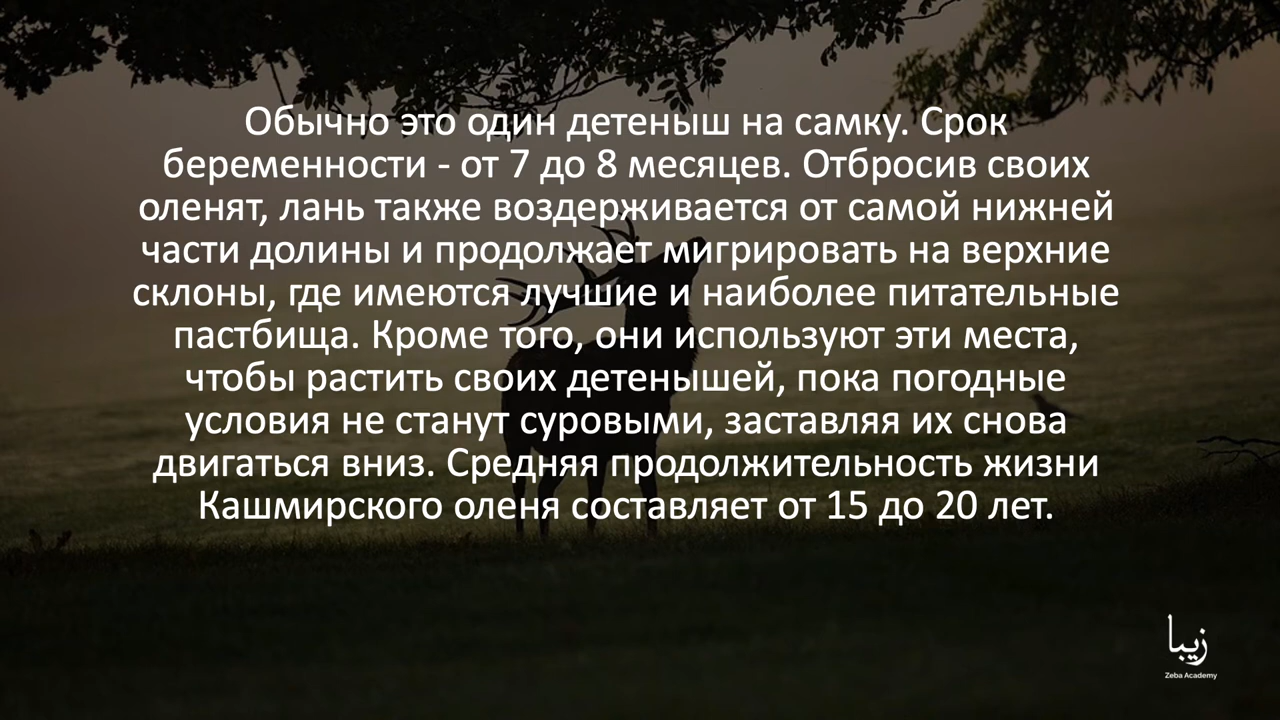 Обычно это один детеныш на самку. Срок
беременности - от 7 до 8 месяцев. Отбросив своих
оленят, лань также воздерживается от самой нижней
части долины и продолжает мигрировать на верхние
склоны, где имеются лучшие и наиболее питательные
пастбища. Кроме того, они используют эти места,
чтобы растить своих детенышей, пока погодные
условия не станут суровыми, заставляя их снова
двигаться вниз. Средняя продолжительность жизни
Кашмирского оленя составляет от 15 до 20 лет.
زیبا
Zeba Academy